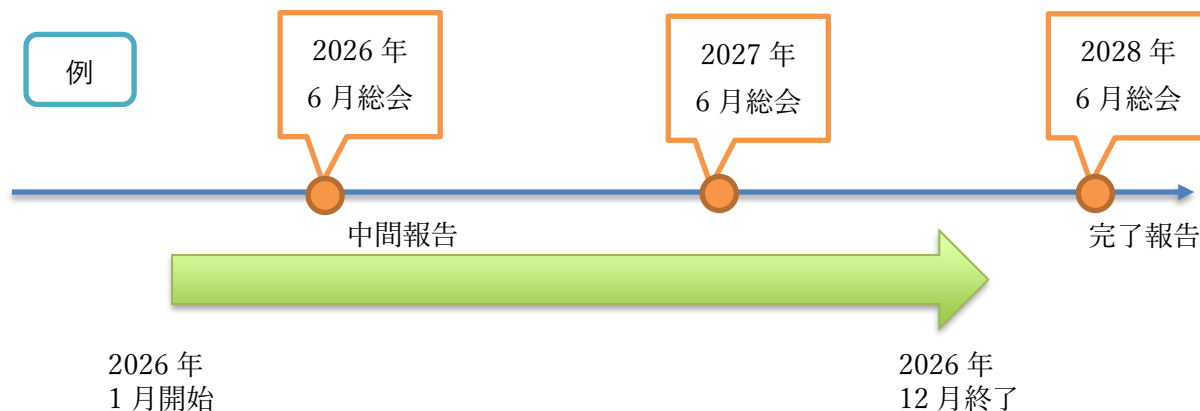 例
2026 年
6 月総会
2027 年
6 月総会
2028 年
6 月総会
中間報告
完了報告
2026 年
1 月開始
2026 年
12 月終了